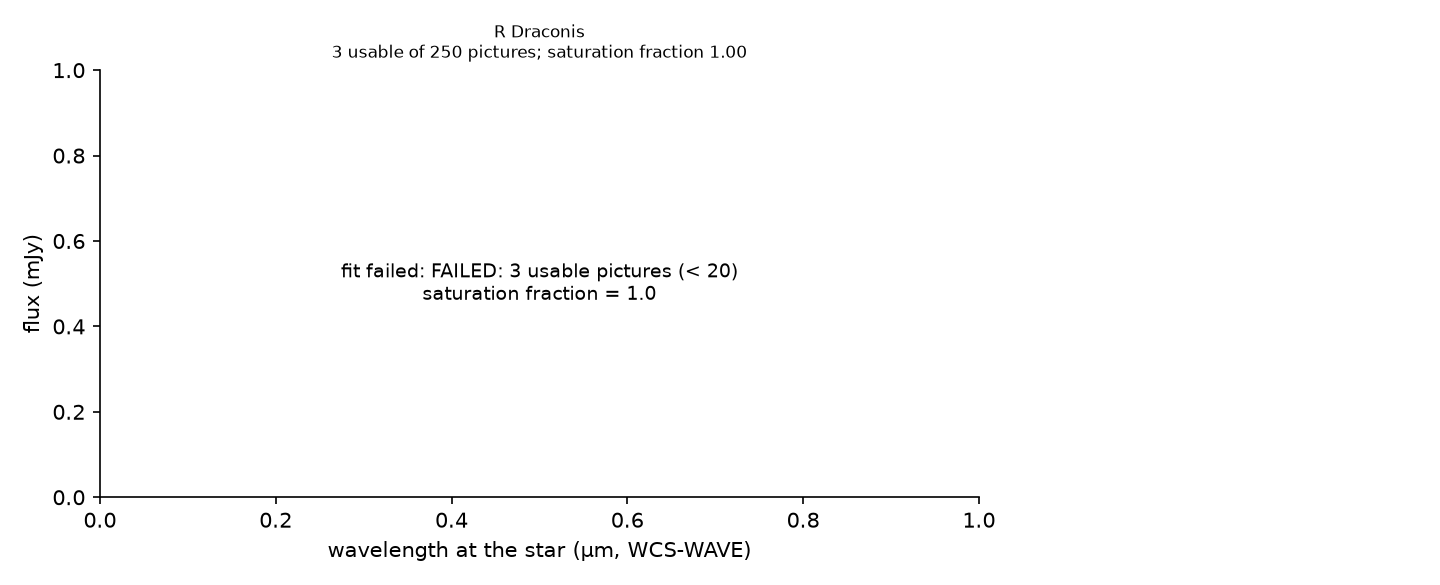 R Draconis
3 usable of 250 pictures; saturation fraction 1.00
1.0
0.8
0.6
0.4
0.2
0.0
flux (mJy)
fit failed: FAILED: 3 usable pictures (< 20)
saturation fraction = 1.0
0.0 0.2 0.4 0.6 0.8 1.0
wavelength at the star (μm, WCS-WAVE)